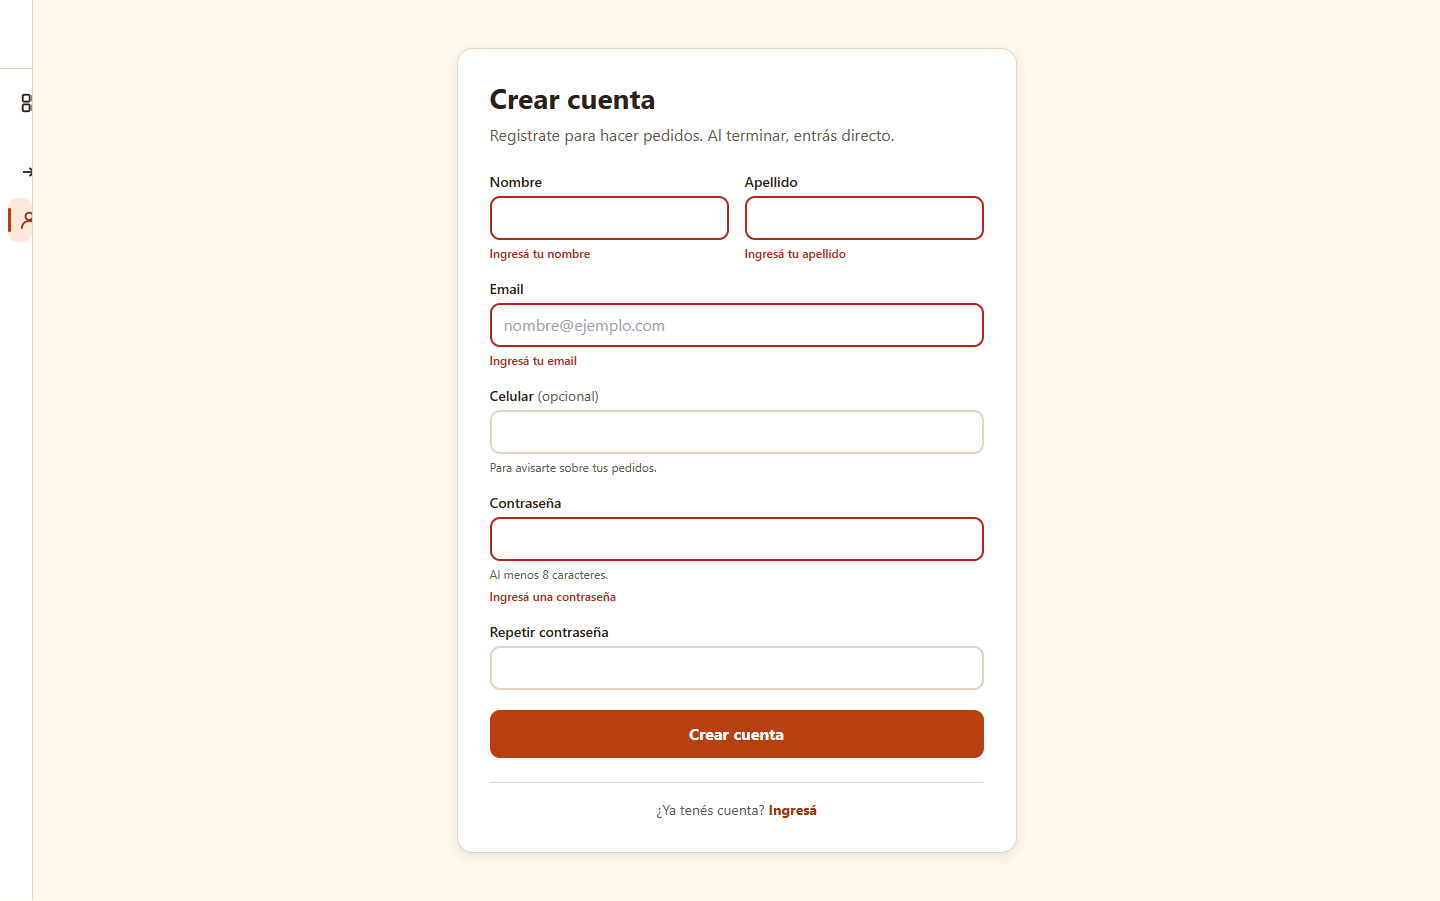 Crear cuenta
Registrate para hacer pedidos. Al terminar, entrás directo.
Nombre
Apellido
Ingresá tu nombre
Ingresá tu apellido
Email
nombre@ejemplo.com
Ingresá tu email
Celular (opcional)
Para avisarte sobre tus pedidos.
Contraseña
Al menos 8 caracteres.
Ingresá una contraseña
Repetir contraseña
Crear cuenta
¿Ya tenés cuenta? Ingresá